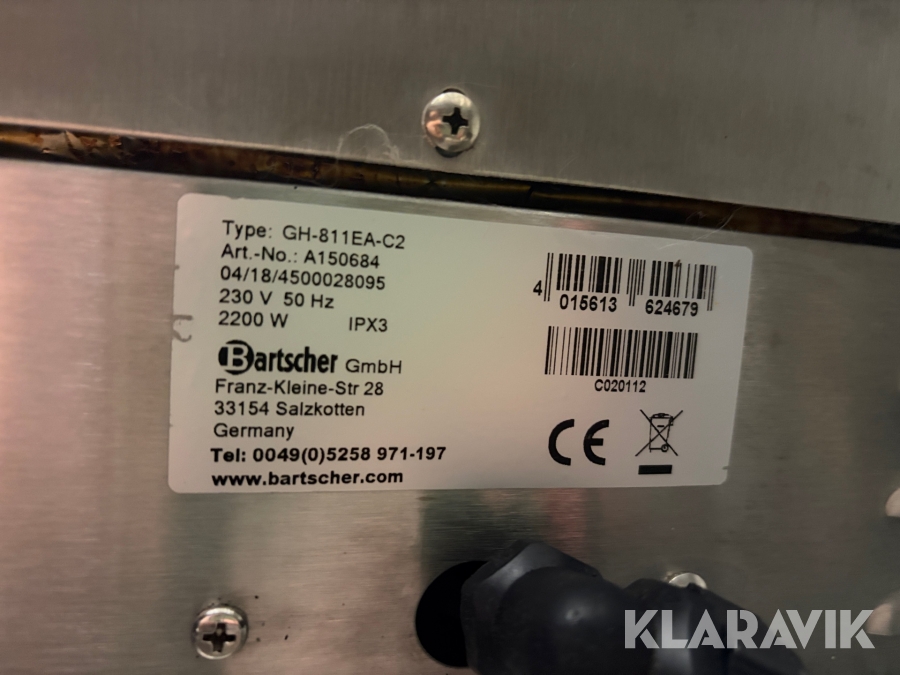 Type: GH-811EA-C2
Art.-No.: A150684
04/18/4500028095
230 V 50 Hz
2200 W IPX3
Bartscher GmbH
Franz-Kleine-Str 28
33154 Salzkotten
Germany
Tel: 0049(0)5258 971-197
www.bartscher.com
4 015613 624679
C020112
CE
KLARAVIK